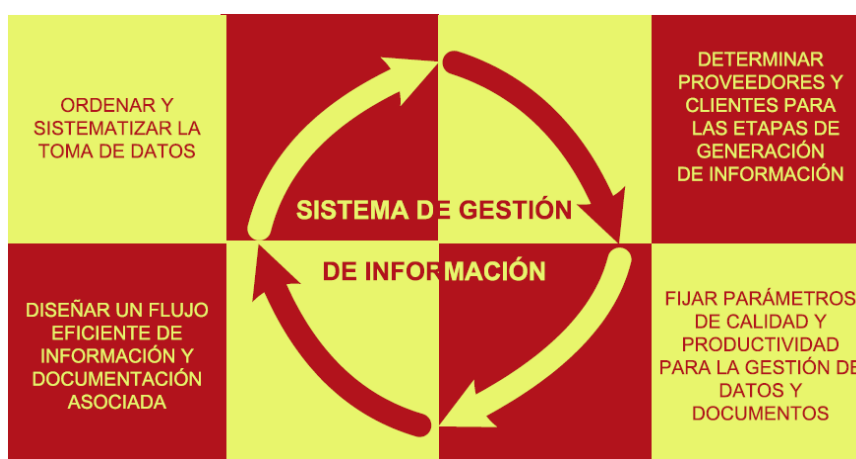 ORDENAR Y
SISTEMATIZAR LA
TOMA DE DATOS
DETERMINAR
PROVEEDORES Y
CLIENTES PARA
LAS ETAPAS DE
GENERACIÓN
DE INFORMACIÓN
SISTEMA DE GESTIÓN
DE INFORMACIÓN
DISEÑAR UN FLUJO
EFICIENTE DE
INFORMACIÓN Y
DOCUMENTACIÓN
ASOCIADA
FIJAR PARÁMETROS
DE CALIDAD Y
PRODUCTIVIDAD
PARA LA GESTIÓN DE
DATOS Y
DOCUMENTOS